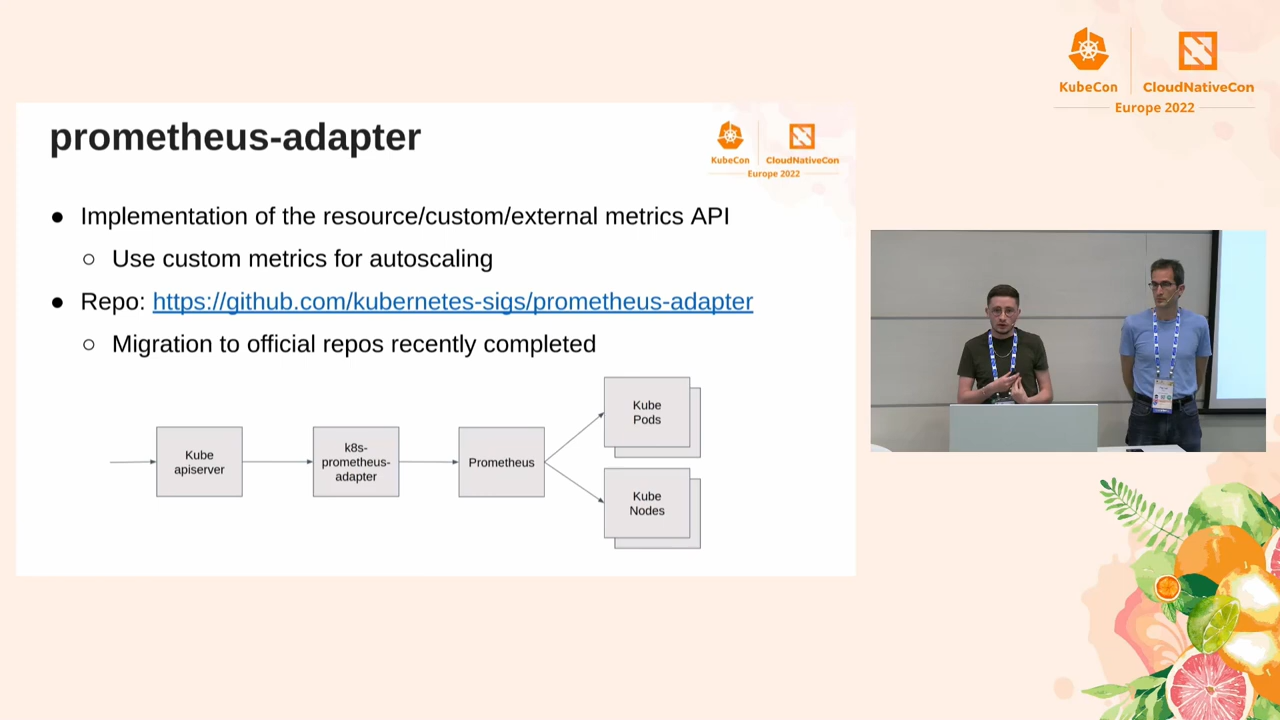 KubeCon
CloudNativeCon
Europe 2022
prometheus-adapter
KubeCon
CloudNativeCon
Europe 2022
● Implementation of the resource/custom/external metrics API
○ Use custom metrics for autoscaling
● Repo: https://github.com/kubernetes-sigs/prometheus-adapter
○ Migration to official repos recently completed
Kube
apiserver
k8s-
prometheus-
adapter
Prometheus
Kube
Pods
Kube
Nodes